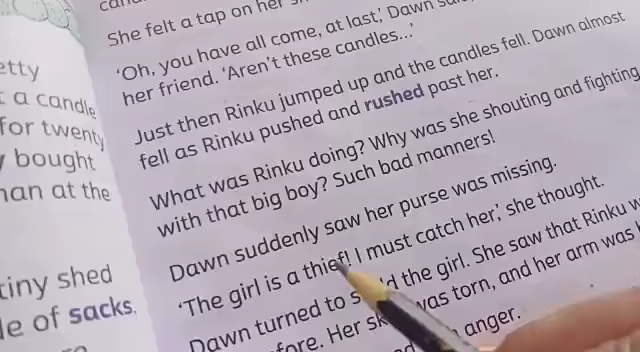 etty
a candle
for twenty
bought
man at the
tiny shed
le of sacks.
She felt a tap on her
'Oh, you have all come, at last,' Dawn
her friend. 'Aren't these candles...'
Just then Rinku jumped up and the candles fell. Dawn almost
fell as Rinku pushed and rushed past her.
What was Rinku doing? Why was she shouting and fighting
with that big boy? Such bad manners!
Dawn suddenly saw her purse was missing.
'The girl is a thief! I must catch her,' she thought.
Dawn turned to the girl. She saw that Rinku
fore. Her was torn, and her arm was
anger.